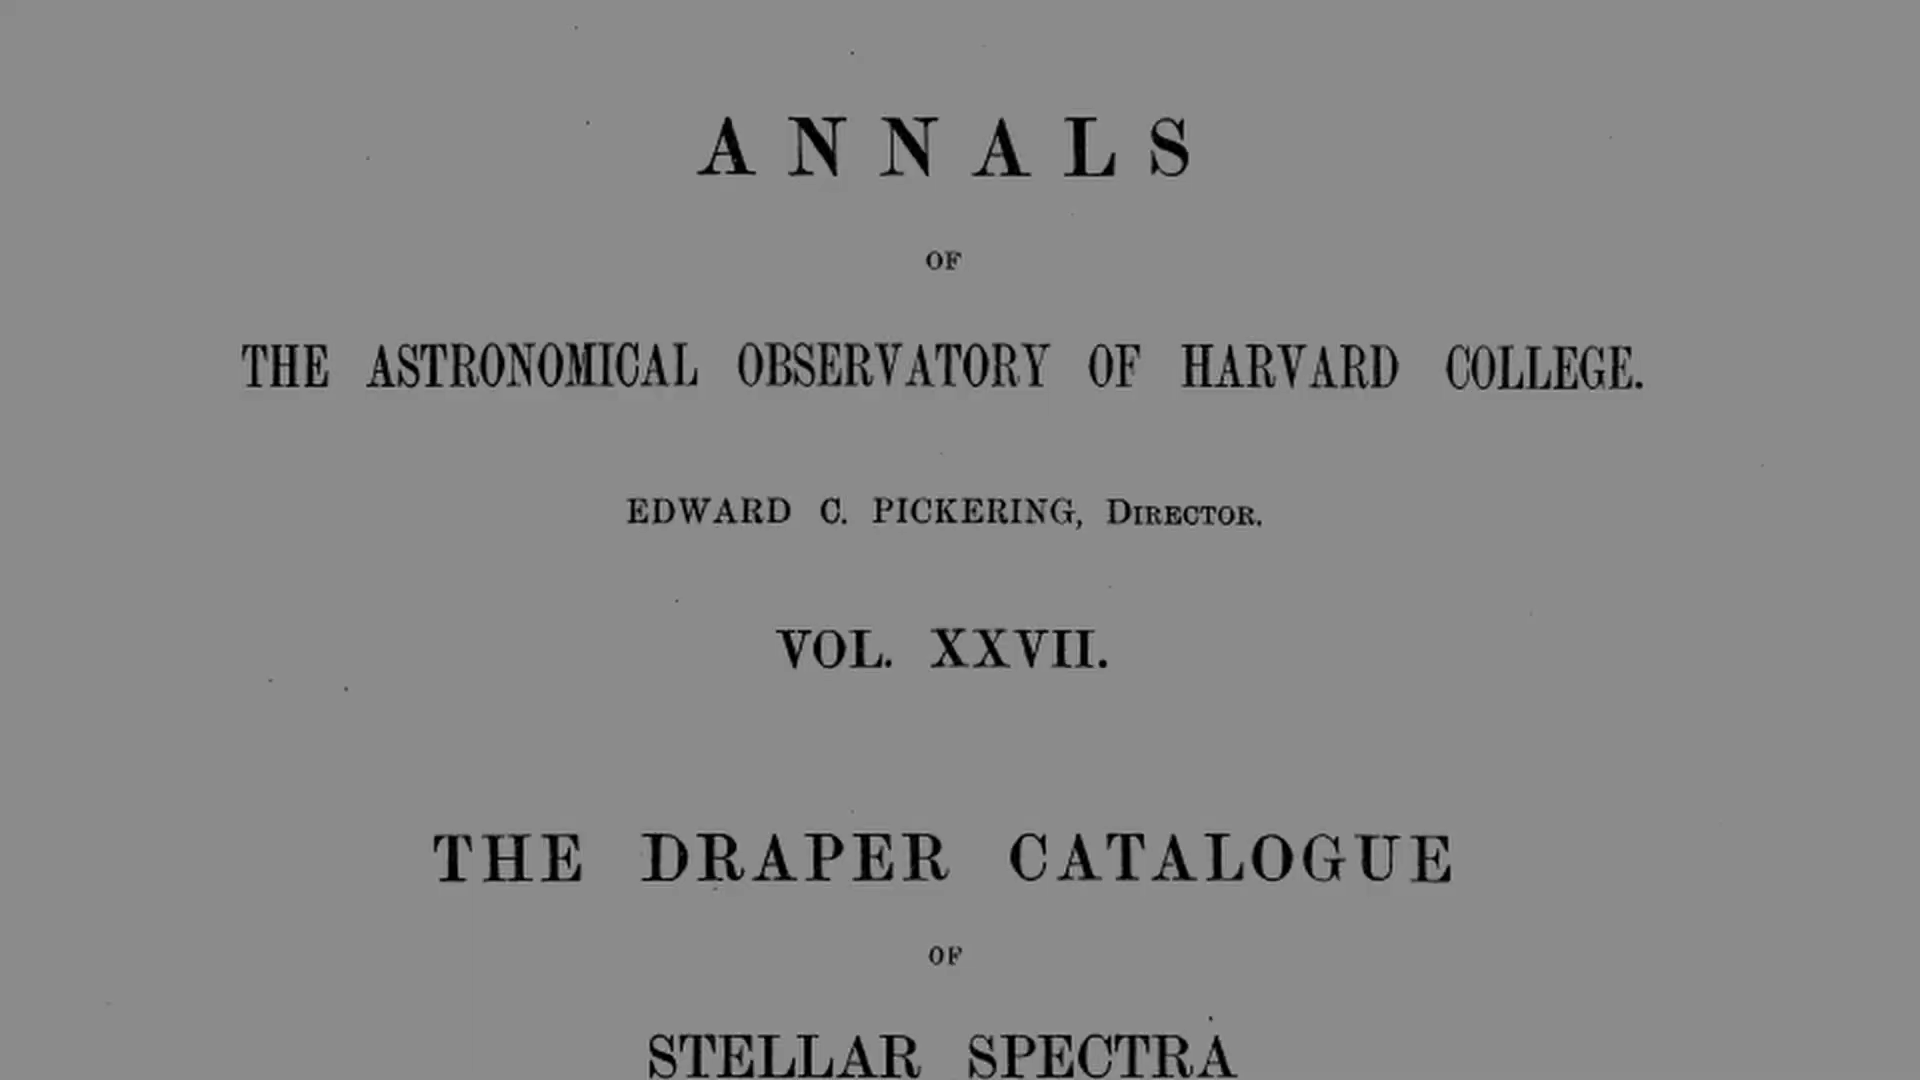 ANNALS
OF
THE ASTRONOMICAL OBSERVATORY OF HARVARD COLLEGE.
EDWARD C. PICKERING, DIRECTOR.
VOL. XXVII.
THE DRAPER CATALOGUE
OF
STELLAR SPECTRA